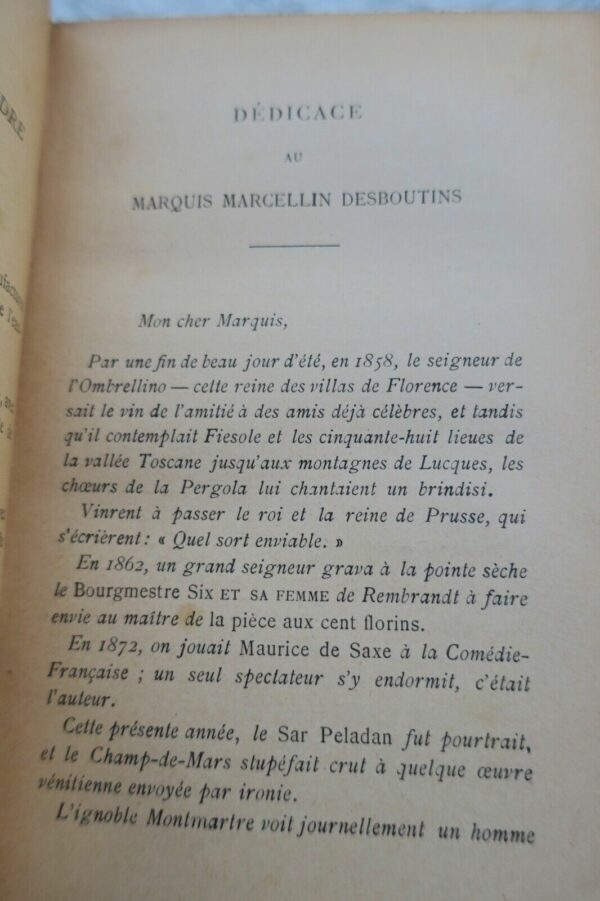 DÉDICACE
AU
MARQUIS MARCELLIN DESBOUTINS
Mon cher Marquis,
Par une fin de beau jour d'été, en 1858, le seigneur de
l'Ombrellino — cette reine des villas de Florence — ver-
sait le vin de l'amitié à des amis déjà célèbres, et tandis
qu'il contemplait Fiesole et les cinquante-huit lieues de
la vallée Toscane jusqu'aux montagnes de Lucques, les
chœurs de la Pergola lui chantaient un brindisi.
Vinrent à passer le roi et la reine de Prusse, qui
s'écrièrent : « Quel sort enviable. »
En 1862, un grand seigneur grava à la pointe sèche
le Bourgmestre Six ET SA FEMME de Rembrandt à faire
envie au maître de la pièce aux cent florins.
En 1872, on jouait Maurice de Saxe à la Comédie-
Française ; un seul spectateur s'y endormit, c'était
l'auteur.
Cette présente année, le Sar Peladan fut pourtrait,
et le Champ-de-Mars stupéfait crut à quelque œuvre
vénitienne envoyée par ironie.
L'ignoble Montmartre voit journellement un homme